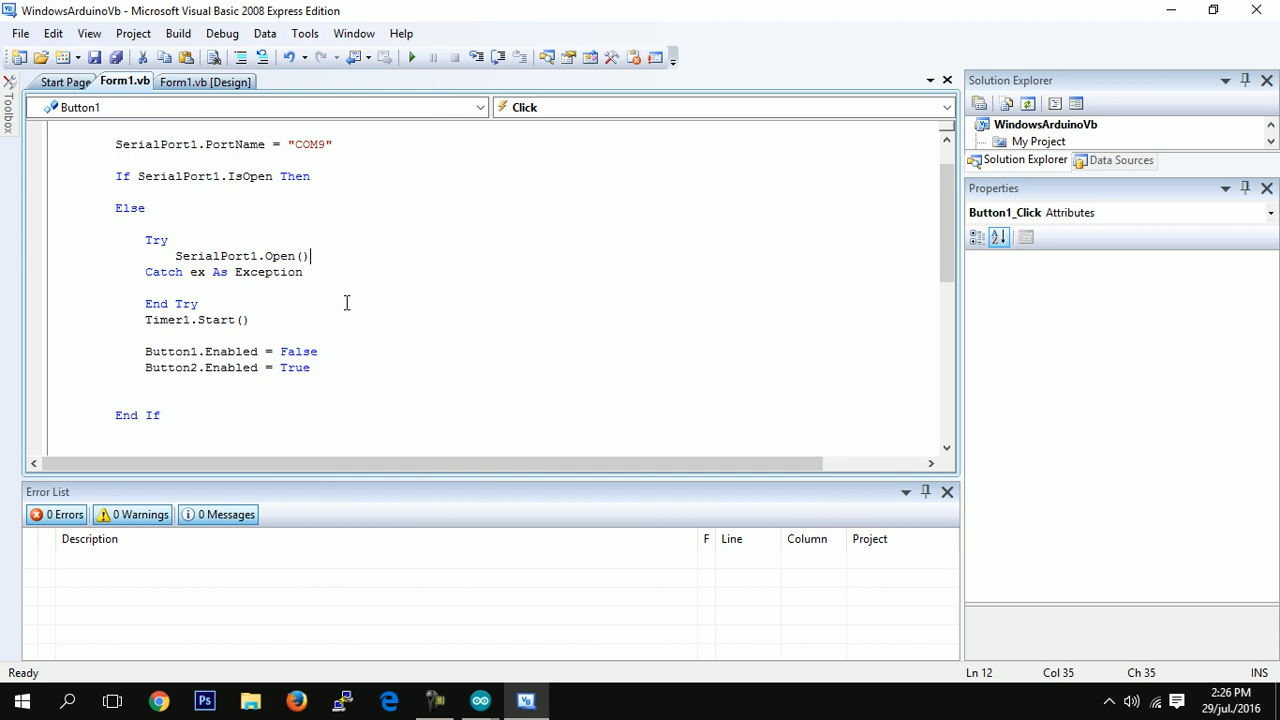 WindowsArduinoVb - Microsoft Visual Basic 2008 Express Edition
File Edit View Project Build Debug Data Tools Window Help
Start Page Form1.vb Form1.vb [Design]
Toolbox
Button1 Click
SerialPort1.PortName = "COM9"
If SerialPort1.IsOpen Then
Else
Try
SerialPort1.Open()
Catch ex As Exception
End Try
Timer1.Start()
Button1.Enabled = False
Button2.Enabled = True
End If
Solution Explorer
WindowsArduinoVb
My Project
Solution Explorer Data Sources
Properties
Button1_Click Attributes
Error List
0 Errors 0 Warnings 0 Messages
Description F Line Column Project
Ready Ln 12 Col 35 Ch 35 INS
2:26 PM
29/jul./2016